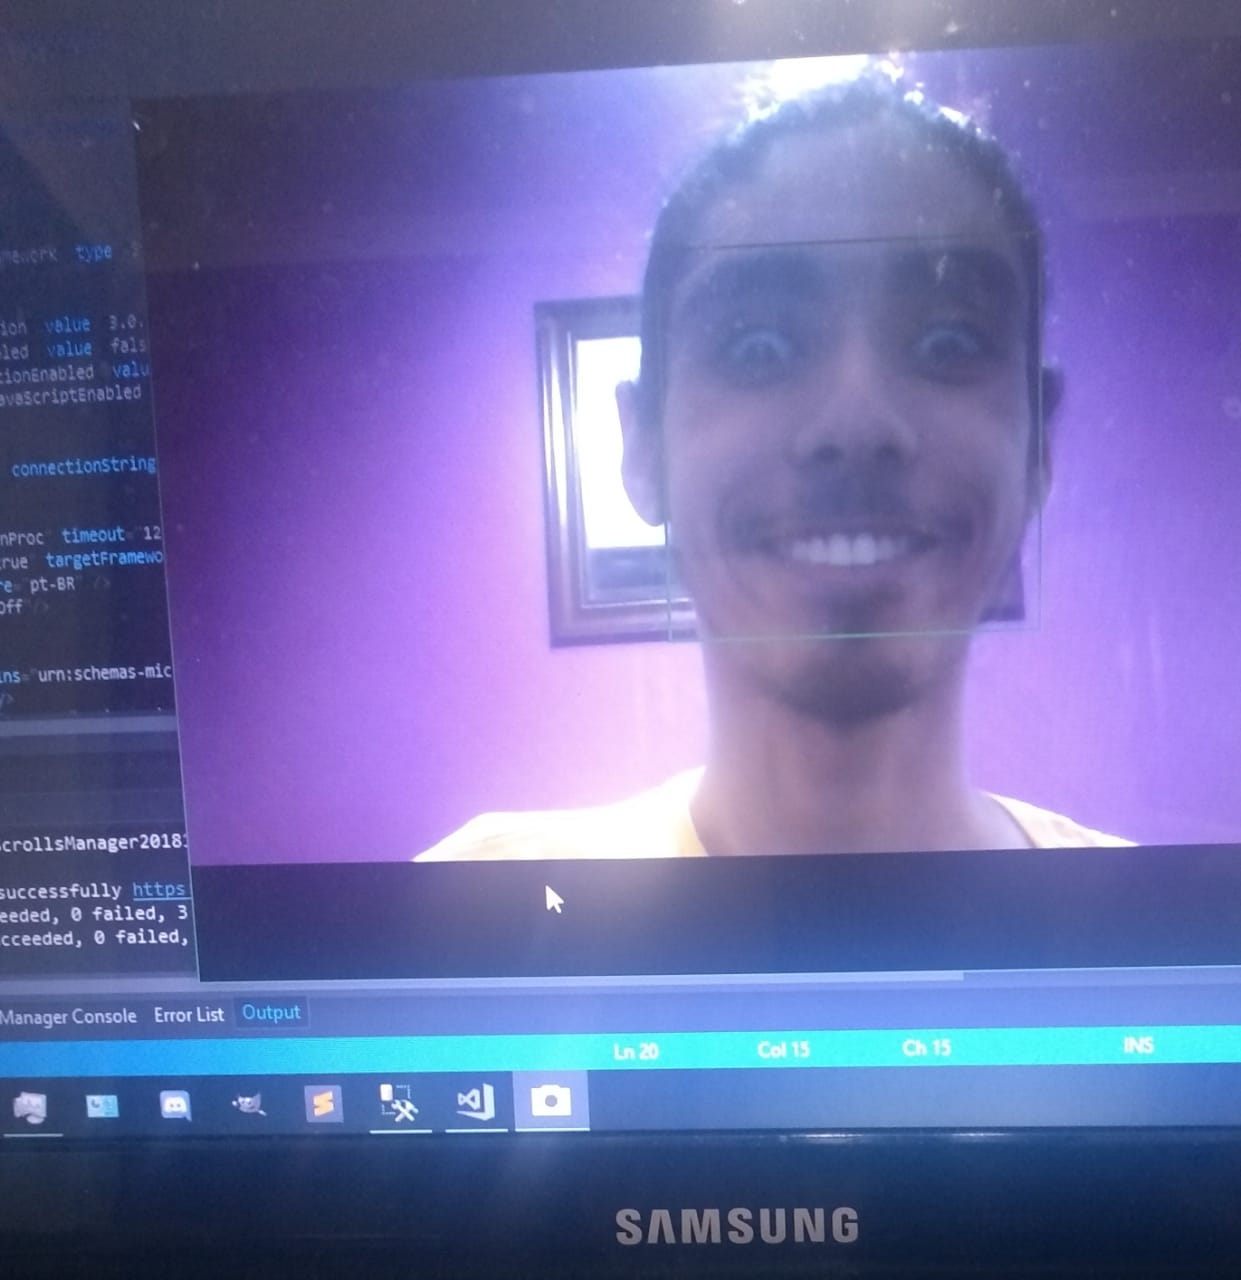 mework type
ion value 3.0.
led value fals
tionEnabled valu
avaScriptEnabled
connectionString
nProc" timeout="12
rue" targetFramewo
re="pt-BR" />
Off" />
ns="urn:schemas-mic
/>
crollsManager2018
successfully https
eeded, 0 failed, 3
cceeded, 0 failed,
Manager Console Error List Output
Ln 20 Col 15 Ch 15 INS
SAMSUNG